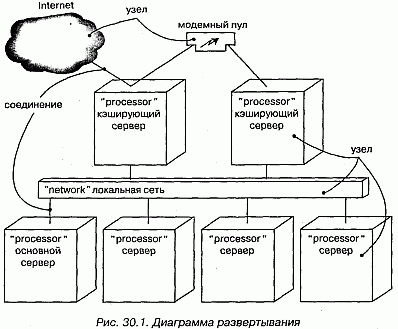 Internet
узел
модемный пул
соединение
"processor"
кэширующий
сервер
"processor"
кэширующий
сервер
узел
"network" локальная сеть
"processor"
основной
сервер
"processor"
сервер
"processor"
сервер
"processor"
сервер
Рис. 30.1. Диаграмма развертывания